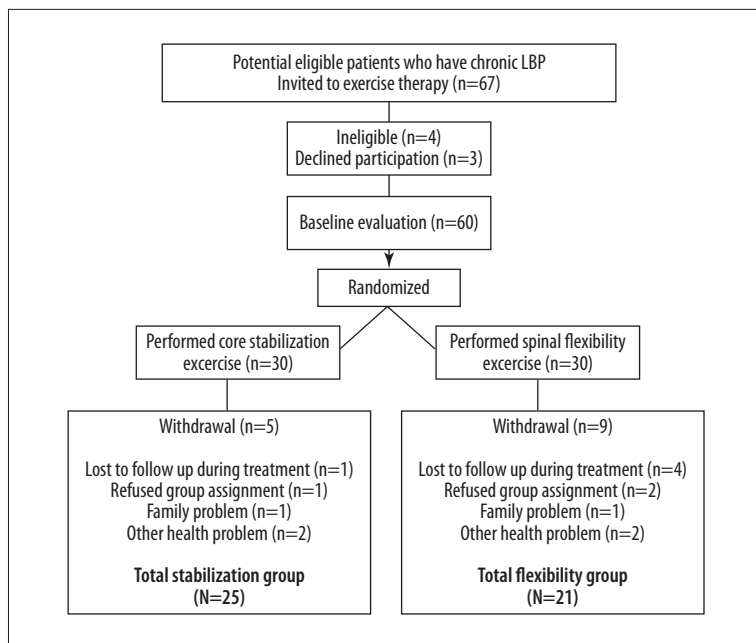 Potential eligible patients who have chronic LBP
Invited to exercise therapy (n=67)
Ineligible (n=4)
Declined participation (n=3)
Baseline evaluation (n=60)
Randomized
Performed core stabilization
excercise (n=30)
Performed spinal flexibility
excercise (n=30)
Withdrawal (n=5)
Lost to follow up during treatment (n=1)
Refused group assignment (n=1)
Family problem (n=1)
Other health problem (n=2)
Total stabilization group
(N=25)
Withdrawal (n=9)
Lost to follow up during treatment (n=4)
Refused group assignment (n=2)
Family problem (n=1)
Other health problem (n=2)
Total flexibility group
(N=21)